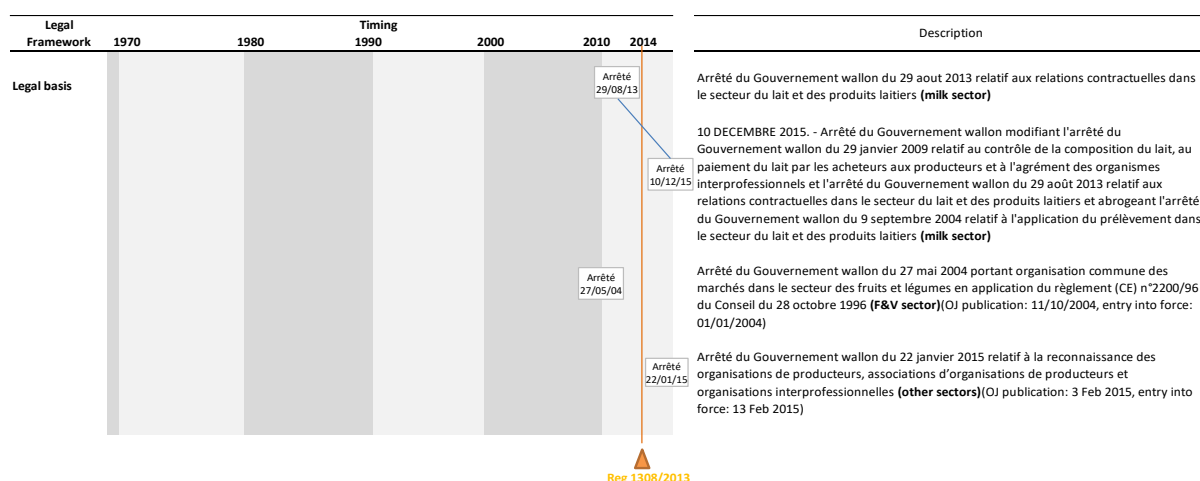 Legal
Framework
Timing
1970 1980 1990 2000 2010 2014
Description
Legal basis
Arrêté
29/08/13
Arrêté du Gouvernement wallon du 29 aout 2013 relatif aux relations contractuelles dans
le secteur du lait et des produits laitiers (milk sector)
Arrêté
10/12/15
10 DECEMBRE 2015. - Arrêté du Gouvernement wallon modifiant l'arrêté du
Gouvernement wallon du 29 janvier 2009 relatif au contrôle de la composition du lait, au
paiement du lait par les acheteurs aux producteurs et à l'agrément des organismes
interprofessionnels et l'arrêté du Gouvernement wallon du 29 août 2013 relatif aux
relations contractuelles dans le secteur du lait et des produits laitiers et abrogeant l'arrêté
du Gouvernement wallon du 9 septembre 2004 relatif à l'application du prélèvement dans
le secteur du lait et des produits laitiers (milk sector)
Arrêté
27/05/04
Arrêté du Gouvernement wallon du 27 mai 2004 portant organisation commune des
marchés dans le secteur des fruits et légumes en application du règlement (CE) n°2200/96
du Conseil du 28 octobre 1996 (F&V sector)(OJ publication: 11/10/2004, entry into force:
01/01/2004)
Arrêté
22/01/15
Arrêté du Gouvernement wallon du 22 janvier 2015 relatif à la reconnaissance des
organisations de producteurs, associations d'organisations de producteurs et
organisations interprofessionnelles (other sectors)(OJ publication: 3 Feb 2015, entry into
force: 13 Feb 2015)
Reg 1308/2013